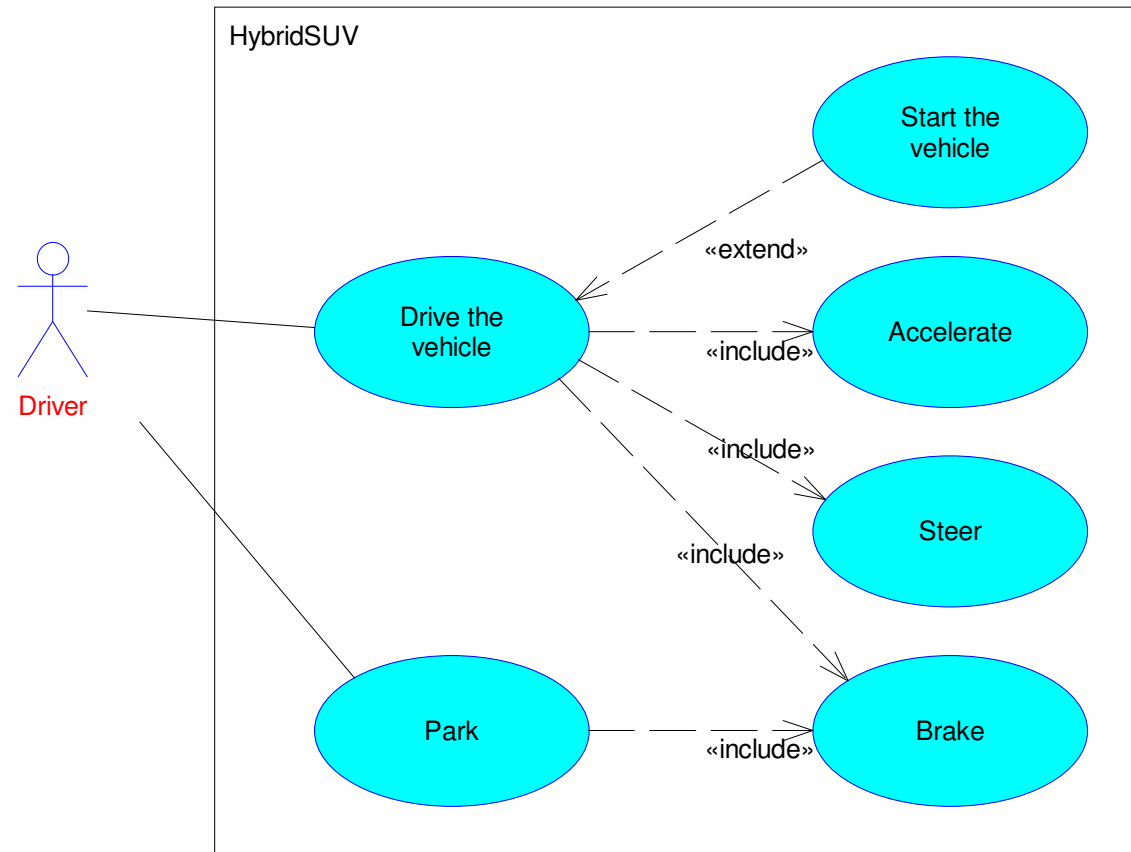 HybridSUV
Start the
vehicle
«extend»
Drive the
vehicle
Accelerate
«include»
Driver
«include»
Steer
«include»
Park
Brake
«include»